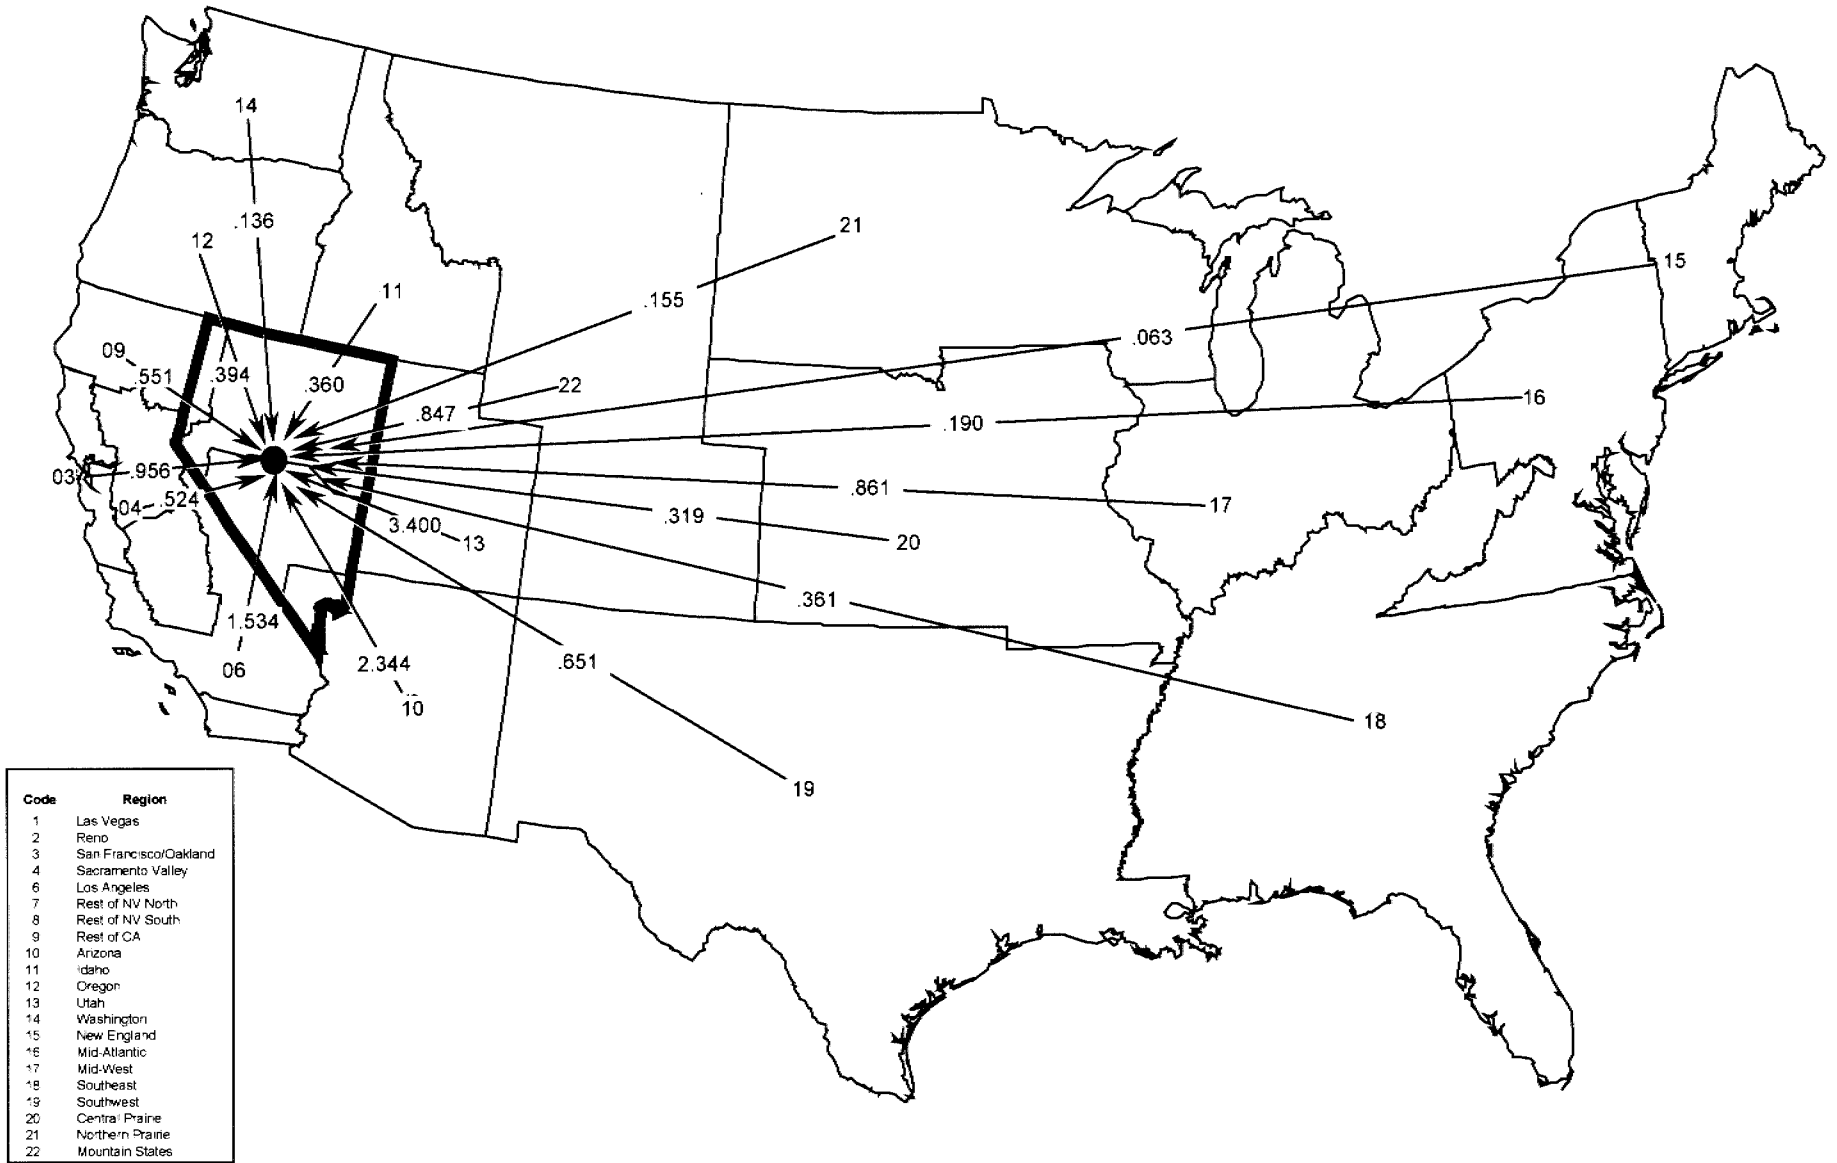 14
.136
21
12
15
11
.155
.063
09
.551
.394
.360
22
.847
16
.190
03
.956
.861
17
04
.524
.319
3.400
13
20
.361
1.534
06
2.344
.651
10
18
19
Code Region
1 Las Vegas
2 Reno
3 San Francisco/Oakland
4 Sacramento Valley
6 Los Angeles
7 Rest of NV North
8 Rest of NV South
9 Rest of CA
10 Arizona
11 Idaho
12 Oregon
13 Utah
14 Washington
15 New England
16 Mid-Atlantic
17 Mid-West
18 Southeast
19 Southwest
20 Central Prairie
21 Northern Prairie
22 Mountain States